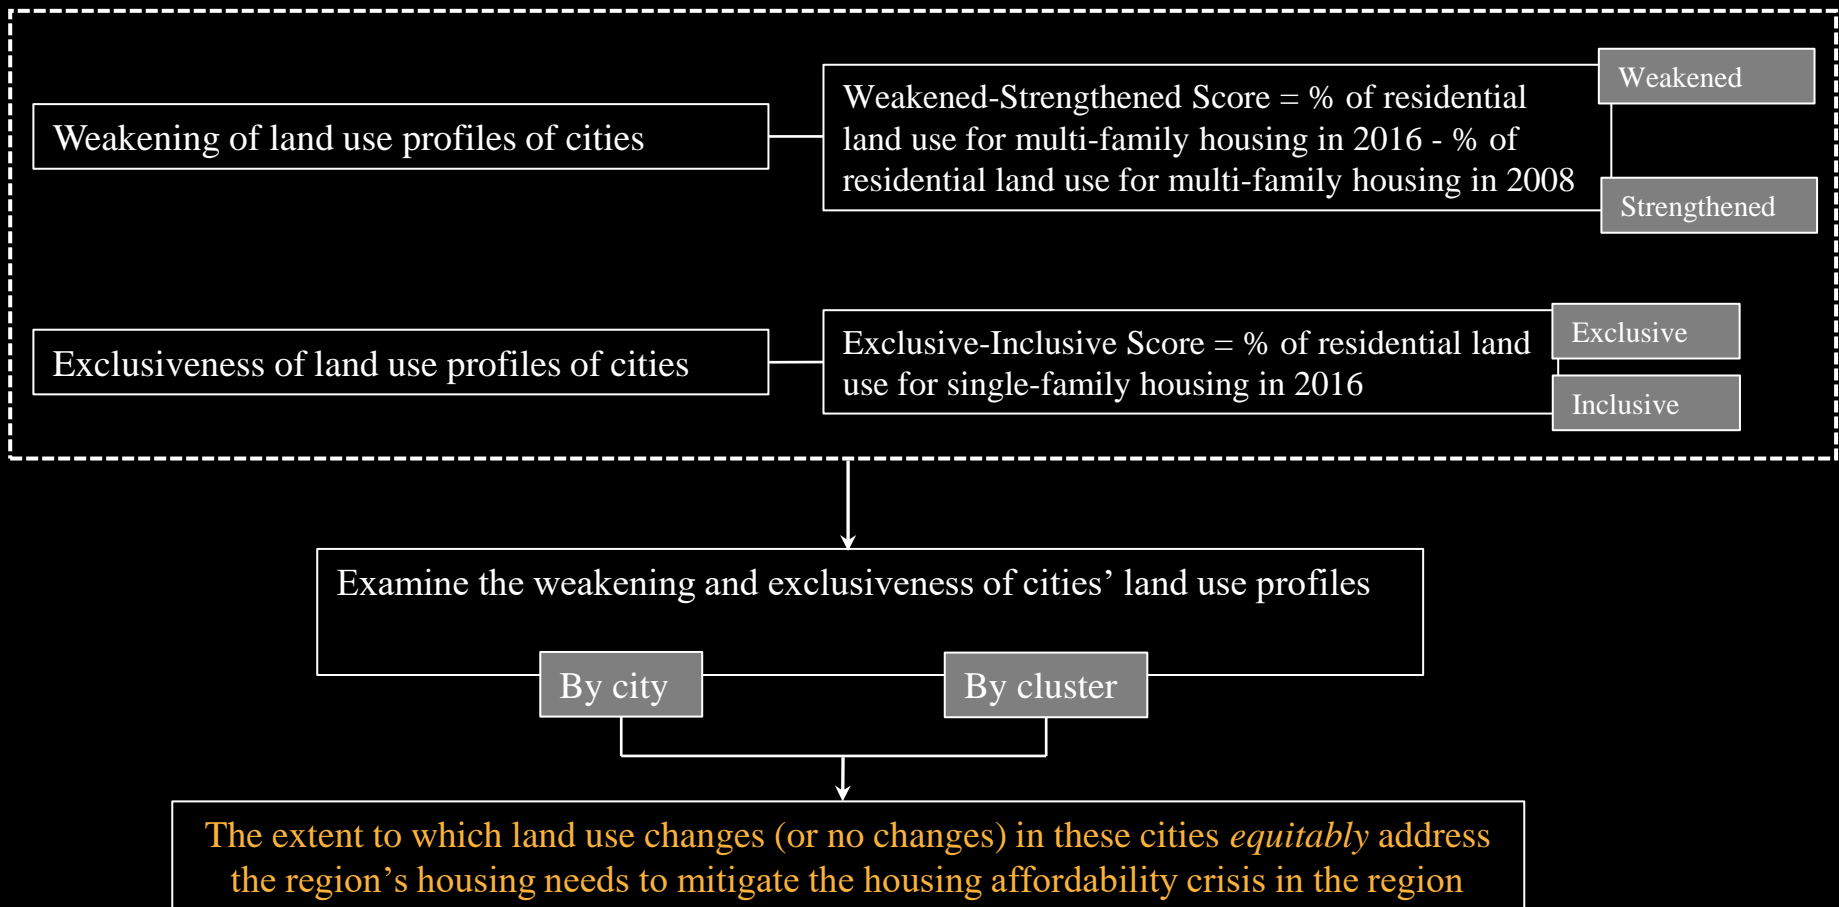 Weakening of land use profiles of cities
Weakened-Strengthened Score = % of residential
land use for multi-family housing in 2016 - % of
residential land use for multi-family housing in 2008
Weakened
Strengthened
Exclusiveness of land use profiles of cities
Exclusive-Inclusive Score = % of residential land
use for single-family housing in 2016
Exclusive
Inclusive
Examine the weakening and exclusiveness of cities’ land use profiles
By city
By cluster
The extent to which land use changes (or no changes) in these cities equitably address
the region’s housing needs to mitigate the housing affordability crisis in the region